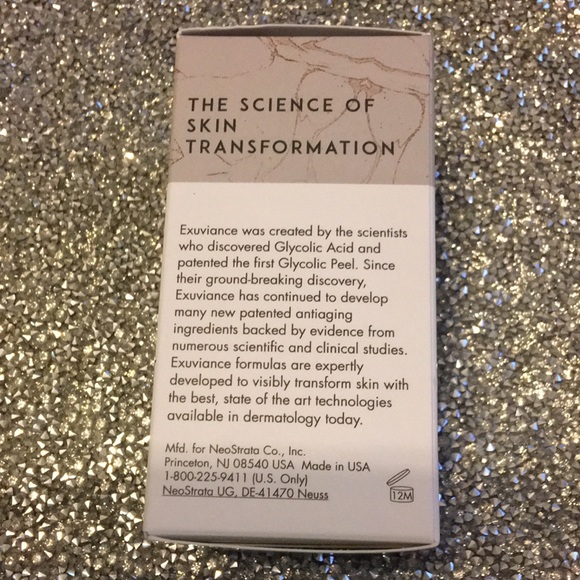 THE SCIENCE OF
SKIN
TRANSFORMATION
Exuviance was created by the scientists
who discovered Glycolic Acid and
patented the first Glycolic Peel. Since
their ground-breaking discovery,
Exuviance has continued to develop
many new patented antiaging
ingredients backed by evidence from
numerous scientific and clinical studies.
Exuviance formulas are expertly
developed to visibly transform skin with
the best, state of the art technologies
available in dermatology today.
Mfd. for NeoStrata Co., Inc.
Princeton, NJ 08540 USA Made in USA
1-800-225-9411 (U.S. Only)
NeoStrata UG, DE-41470 Neuss
12M